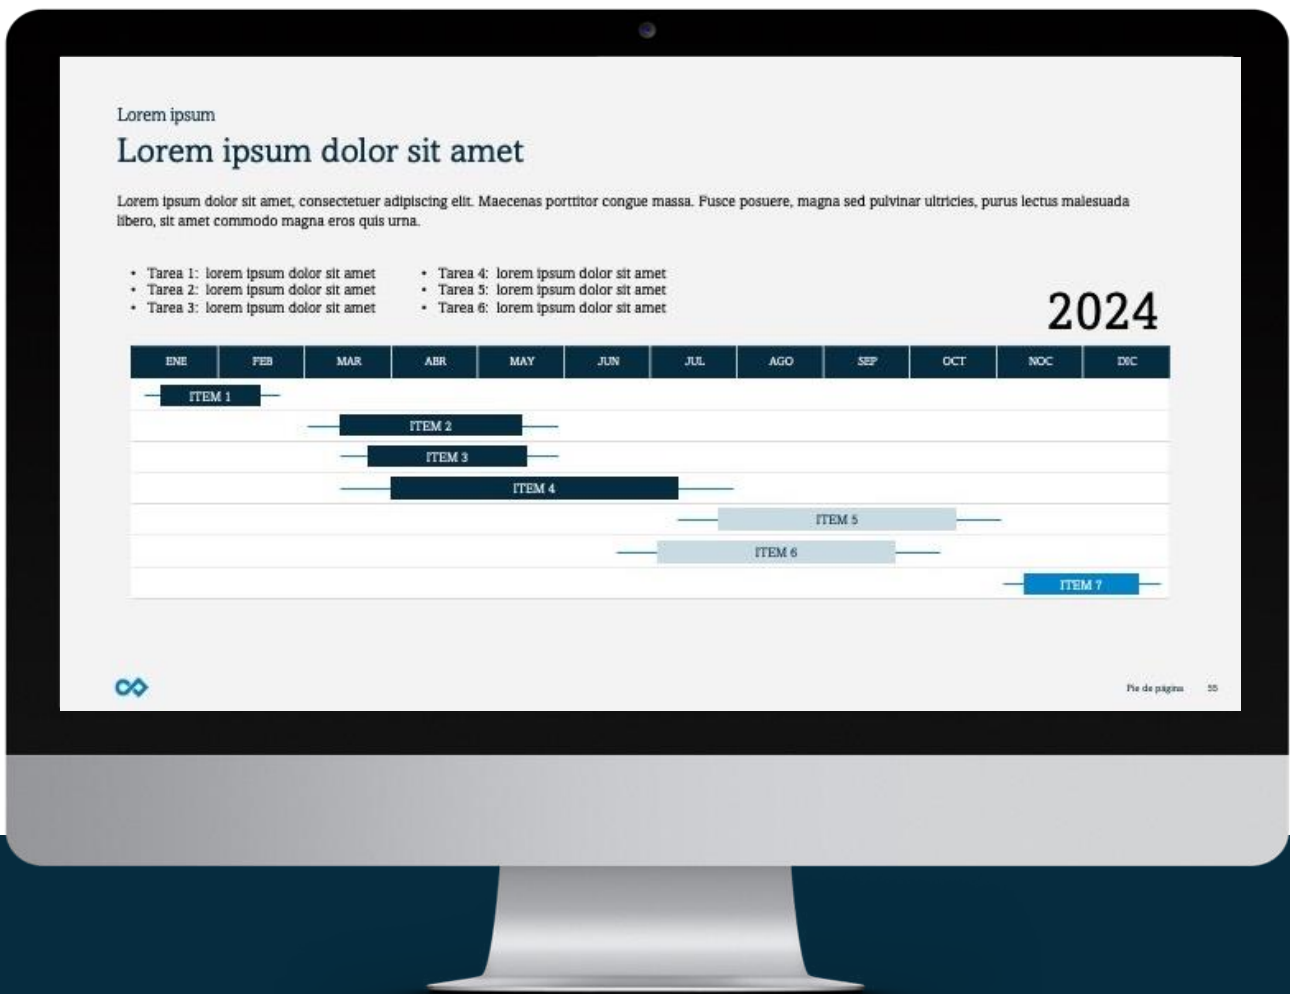 Lorem ipsum
Lorem ipsum dolor sit amet
Lorem ipsum dolor sit amet, consectetuer adipiscing elit. Maecenas porttitor congue massa. Fusce posuere, magna sed pulvinar ultricies, purus lectus malesuada
libero, sit amet commodo magna eros quis urna.
• Tarea 1: lorem ipsum dolor sit amet
• Tarea 2: lorem ipsum dolor sit amet
• Tarea 3: lorem ipsum dolor sit amet
• Tarea 4: lorem ipsum dolor sit amet
• Tarea 5: lorem ipsum dolor sit amet
• Tarea 6: lorem ipsum dolor sit amet
2024
ENE FEB MAR ABR MAY JUN JUL AGO SEP OCT NOC DIC
ITEM 1
ITEM 2
ITEM 3
ITEM 4
ITEM 5
ITEM 6
ITEM 7
Pie de página 55